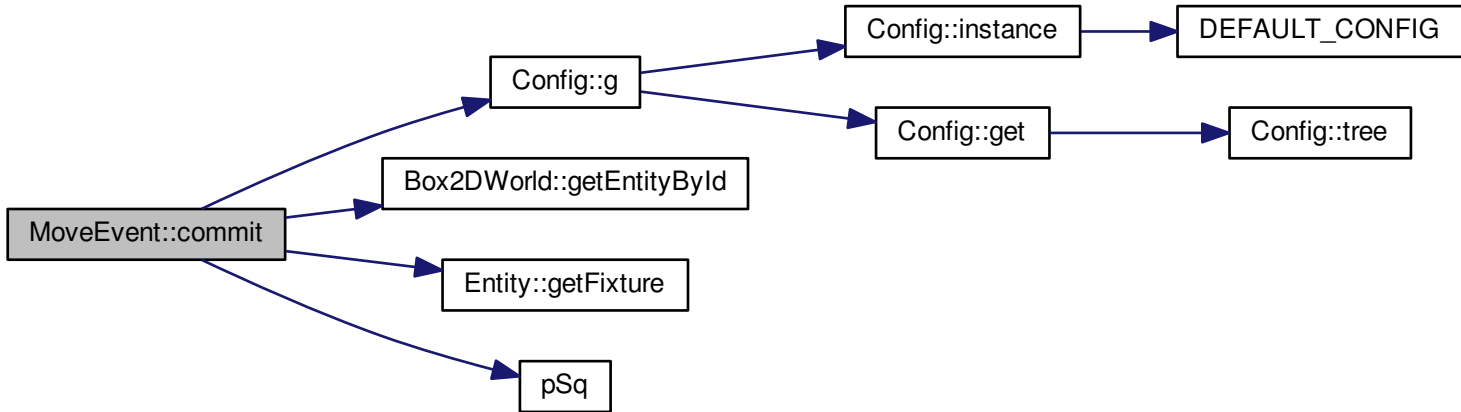 Config::instance
DEFAULT_CONFIG
Config::g
Config::get
Config::tree
Box2DWorld::getEntityById
MoveEvent::commit
Entity::getFixture
pSq